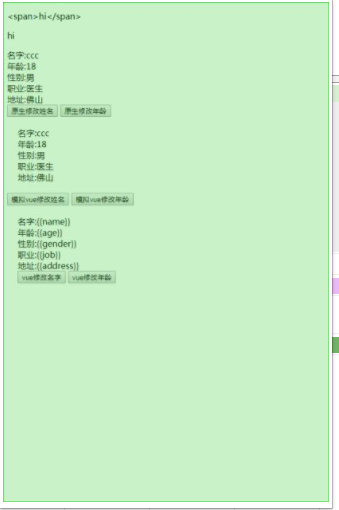 <span>hi</span>
hi
名字:ccc
年龄:18
性别:男
职业:医生
地址:佛山
原生修改姓名 原生修改年龄
名字:ccc
年龄:18
性别:男
职业:医生
地址:佛山
模拟vue修改姓名 模拟vue修改年龄
名字:{{name}}
年龄:{{age}}
性别:{{gender}}
职业:{{job}}
地址:{{address}}
vue修改名字 vue修改年龄